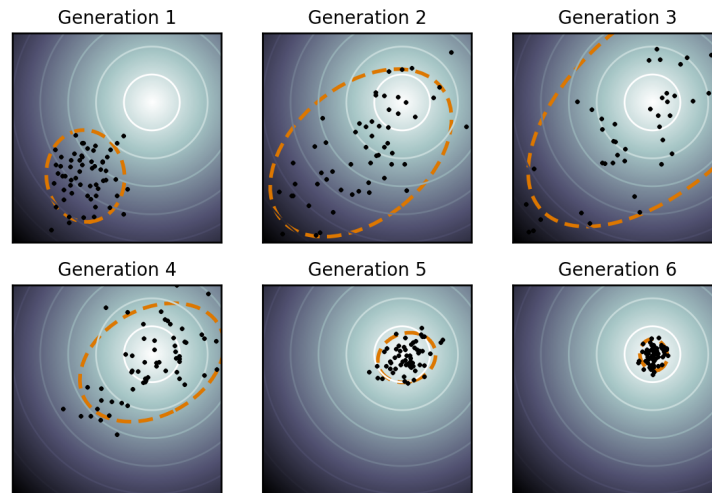 Generation 1
Generation 2
Generation 3
Generation 4
Generation 5
Generation 6